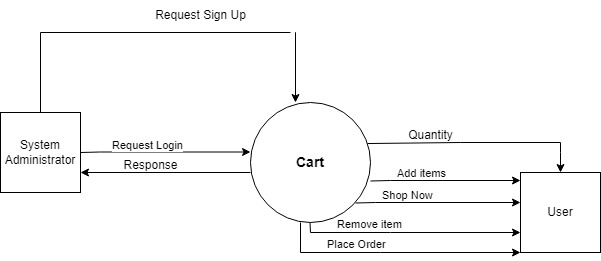 Request Sign Up
System
Administrator
Request Login
Response
Cart
Quantity
Add items
Shop Now
Remove item
Place Order
User